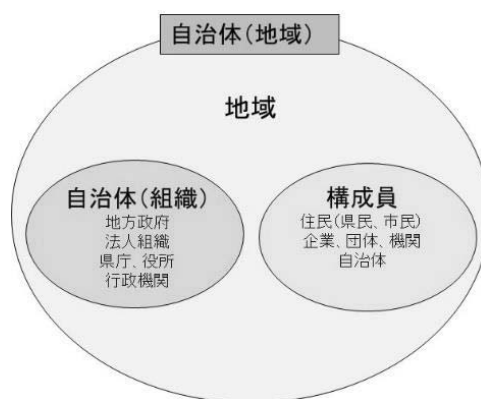 自治体(地域)
地域
自治体(組織)
地方政府
法人組織
県庁、役所
行政機関
構成員
住民(県民、市民)
企業、団体、機関
自治体